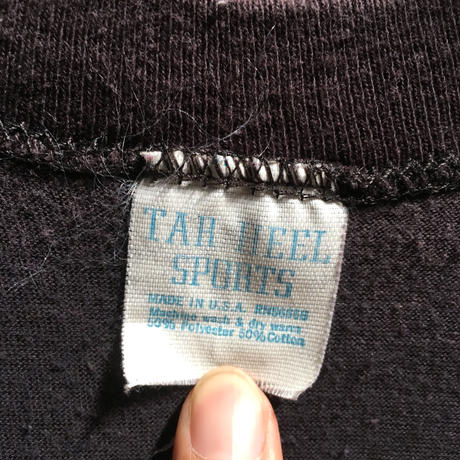 TAR HEEL
SPORTS
MADE IN U.S.A.
Machine wash & dry warm
50% Polyester 50% Cotton